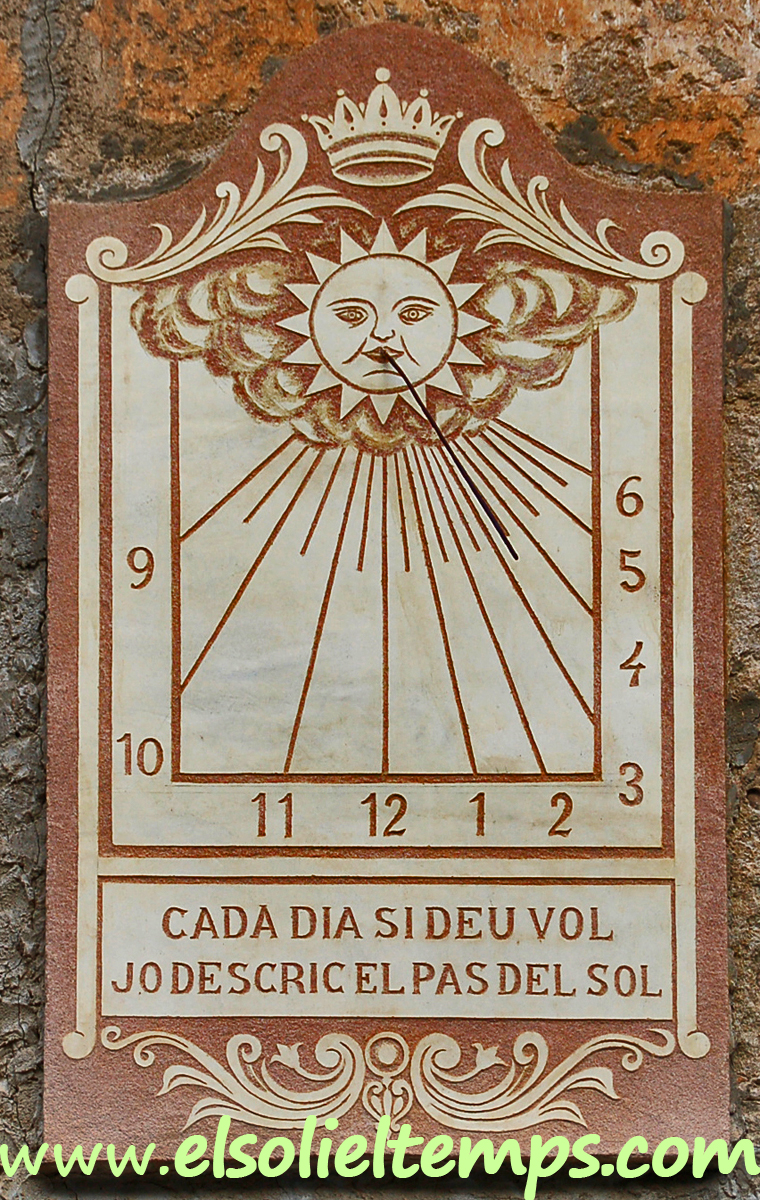 6
9 5
4
10 3
11 12 1 2
CADA DIA SI DEU VOL
JO DESCRIC EL PAS DEL SOL
www.elsolieltemps.com